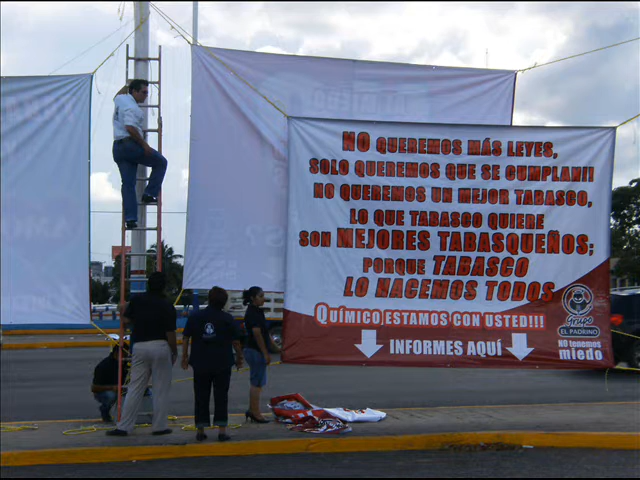 NO QUEREMOS MÁS LEYES,
SOLO QUEREMOS QUE SE CUMPLAN!!
NO QUEREMOS UN MEJOR TABASCO,
LO QUE TABASCO QUIERE
SON MEJORES TABASQUEÑOS;
PORQUE TABASCO
LO HACEMOS TODOS
QUÍMICO ESTAMOS CON USTED!!!
INFORMES AQUÍ
Grupo
EL PADRINO
NO tenemos
miedo